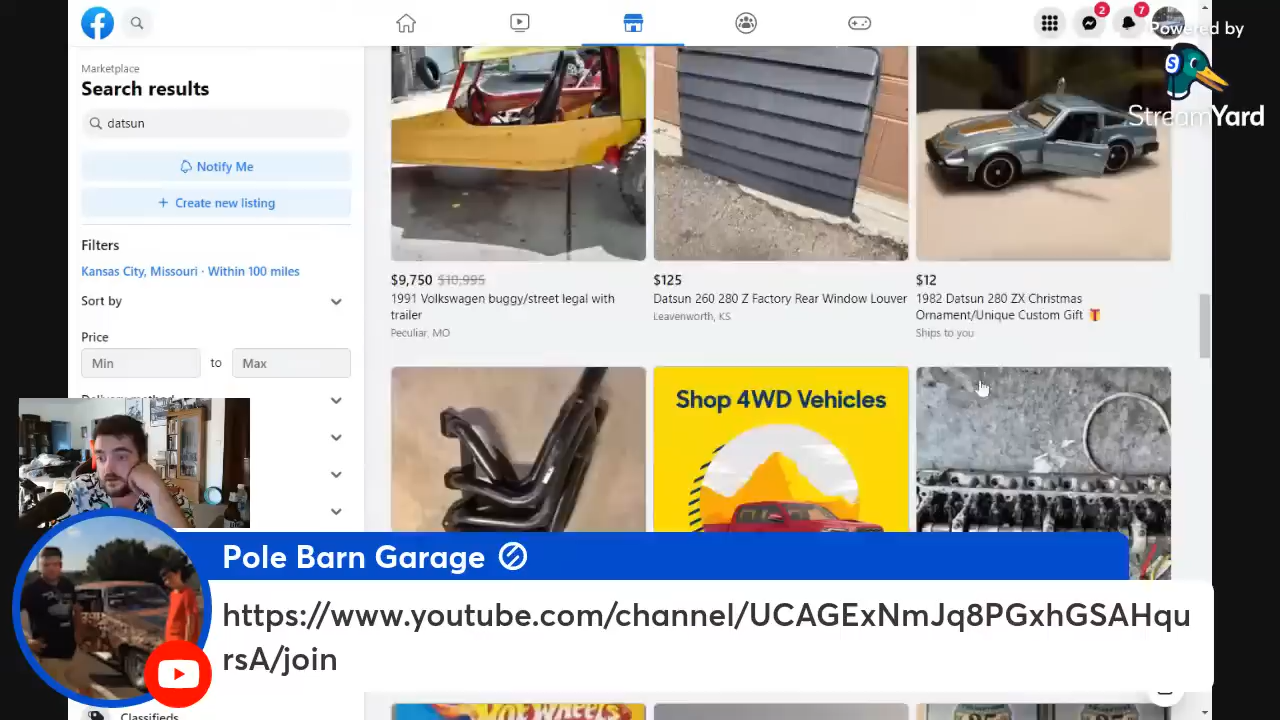 2
7
Powered by
StreamYard
Marketplace
Search results
datsun
Notify Me
+ Create new listing
Filters
Kansas City, Missouri · Within 100 miles
Sort by
Price
Min
to
Max
$9,750 $10,995
1991 Volkswagen buggy/street legal with
trailer
Peculiar, MO
$125
Datsun 260 280 Z Factory Rear Window Louver
Leavenworth, KS
$12
1982 Datsun 280 ZX Christmas
Ornament/Unique Custom Gift 🎁
Ships to you
Shop 4WD Vehicles
Pole Barn Garage
https://www.youtube.com/channel/UCAGExNmJq8PGxhGSAHqu
rsA/join
Classifieds
HOT WHEELS